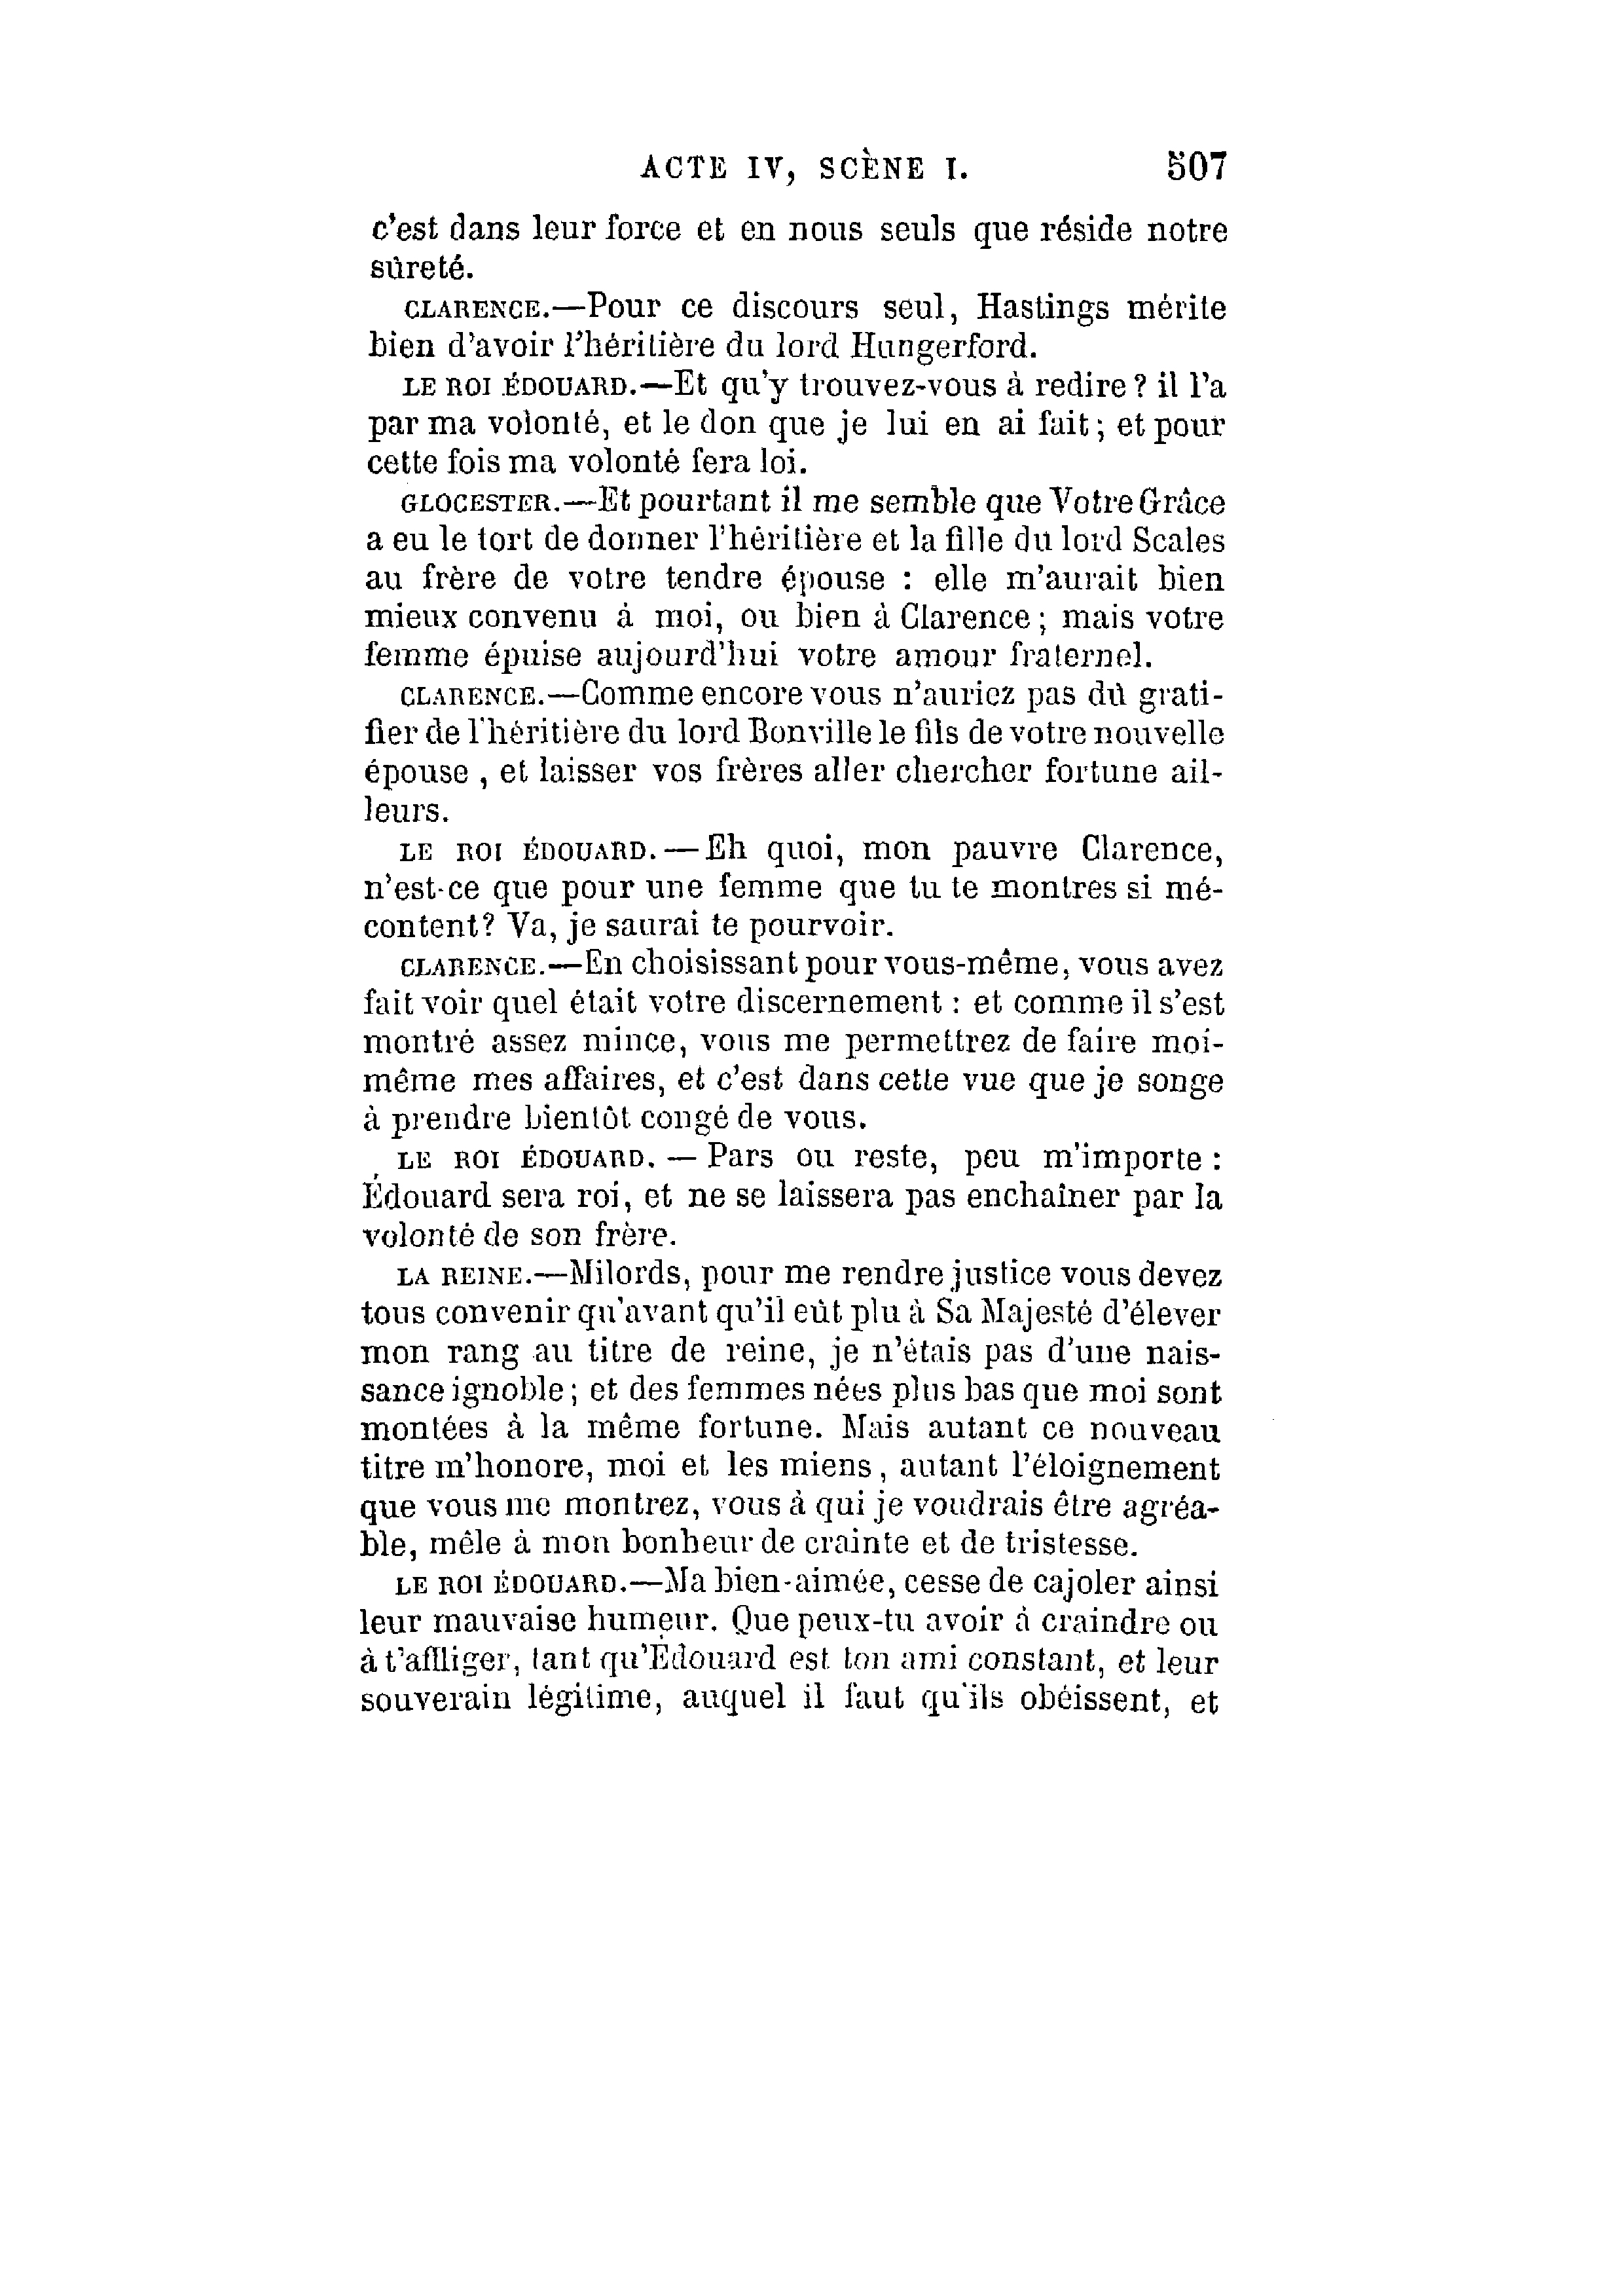 ACTE IV, SCÈNE I. 507
c'est dans leur force et en nous seuls que réside notre
sûreté.
CLARENCE.—Pour ce discours seul, Hastings mérite
bien d'avoir l'héritière du lord Hungerford.
LE ROI ÉDOUARD.—Et qu'y trouvez-vous à redire ? il l'a
par ma volonté, et le don que je lui en ai fait ; et pour
cette fois ma volonté fera loi.
GLOCESTER.—Et pourtant il me semble que Votre Grâce
a eu le tort de donner l'héritière et la fille du lord Scales
au frère de votre tendre épouse : elle m'aurait bien
mieux convenu à moi, ou bien à Clarence ; mais votre
femme épuise aujourd'hui votre amour fraternel.
CLARENCE.—Comme encore vous n'auriez pas dû grati-
fier de l'héritière du lord Bonville le fils de votre nouvelle
épouse , et laisser vos frères aller chercher fortune ail-
leurs.
LE ROI ÉDOUARD. — Eh quoi, mon pauvre Clarence,
n'est-ce que pour une femme que tu te montres si mé-
content? Va, je saurai te pourvoir.
CLARENCE.—En choisissant pour vous-même, vous avez
fait voir quel était votre discernement : et comme il s'est
montré assez mince, vous me permettrez de faire moi-
même mes affaires, et c'est dans cette vue que je songe
à prendre bientôt congé de vous.
LE ROI ÉDOUARD. — Pars ou reste, peu m'importe :
Édouard sera roi, et ne se laissera pas enchaîner par la
volonté de son frère.
LA REINE.—Milords, pour me rendre justice vous devez
tous convenir qu'avant qu'il eût plu à Sa Majesté d'élever
mon rang au titre de reine, je n'étais pas d'une nais-
sance ignoble ; et des femmes nées plus bas que moi sont
montées à la même fortune. Mais autant ce nouveau
titre m'honore, moi et les miens, autant l'éloignement
que vous me montrez, vous à qui je voudrais être agréa-
ble, mêle à mon bonheur de crainte et de tristesse.
LE ROI ÉDOUARD.—Ma bien-aimée, cesse de cajoler ainsi
leur mauvaise humeur. Que peux-tu avoir à craindre ou
à t'affliger, tant qu'Édouard est ton ami constant, et leur
souverain légitime, auquel il faut qu'ils obéissent, et